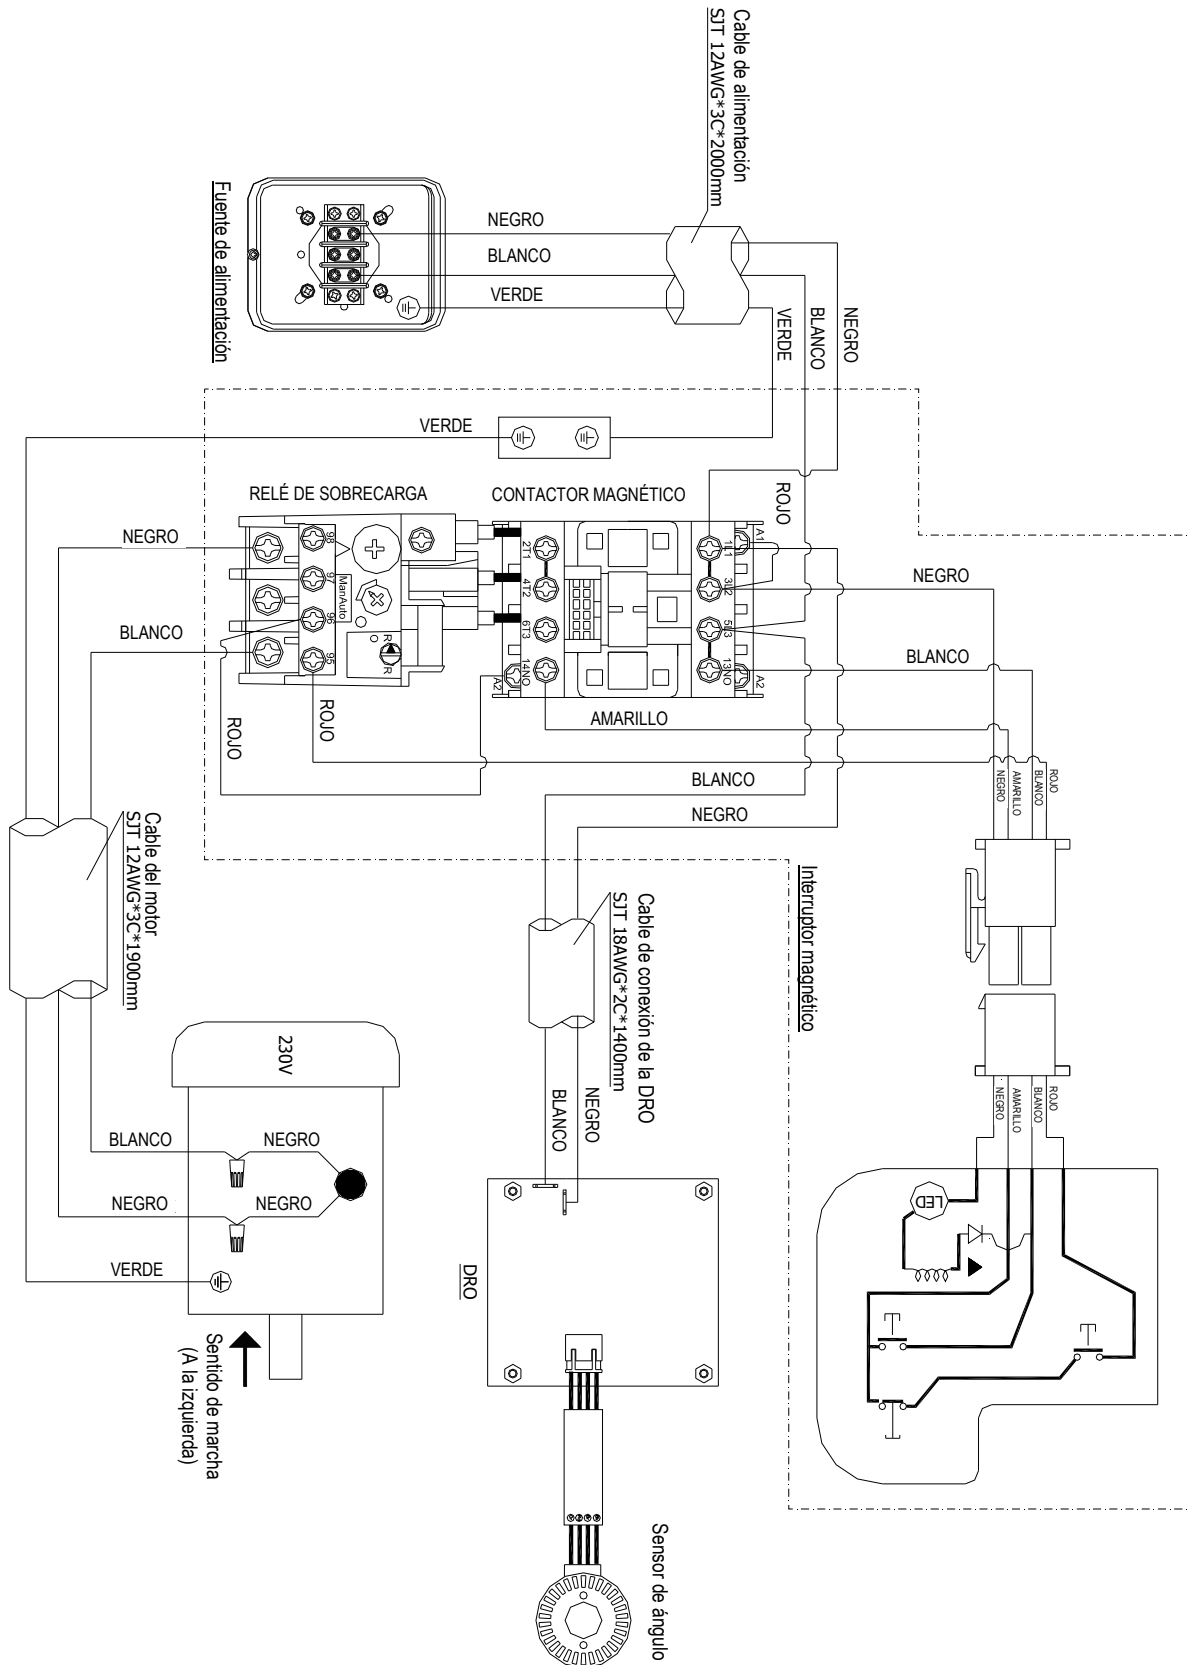 Cable de alimentación
SJT 12AWG*3C*2000mm
Fuente de alimentación
NEGRO
BLANCO
VERDE
NEGRO
BLANCO
VERDE
VERDE
RELÉ DE SOBRECARGA
CONTACTOR MAGNÉTICO
ROJO
NEGRO
BLANCO
98
97
96
95
ManAuto
R
R
2T1
4T2
6T3
14NO
A2
1L1
3L2
5L3
13NO
A1
A2
NEGRO
BLANCO
AMARILLO
ROJO
ROJO
BLANCO
NEGRO
ROJO
BLANCO
AMARILLO
NEGRO
Interruptor magnético
Cable del motor
SJT 12AWG*3C*1900mm
Cable de conexión de la DRO
SJT 18AWG*2C*1400mm
NEGRO
BLANCO
ROJO
BLANCO
AMARILLO
NEGRO
230V
BLANCO
NEGRO
NEGRO
NEGRO
VERDE
LED
DRO
Sentido de marcha
(A la izquierda)
Sensor de ángulo